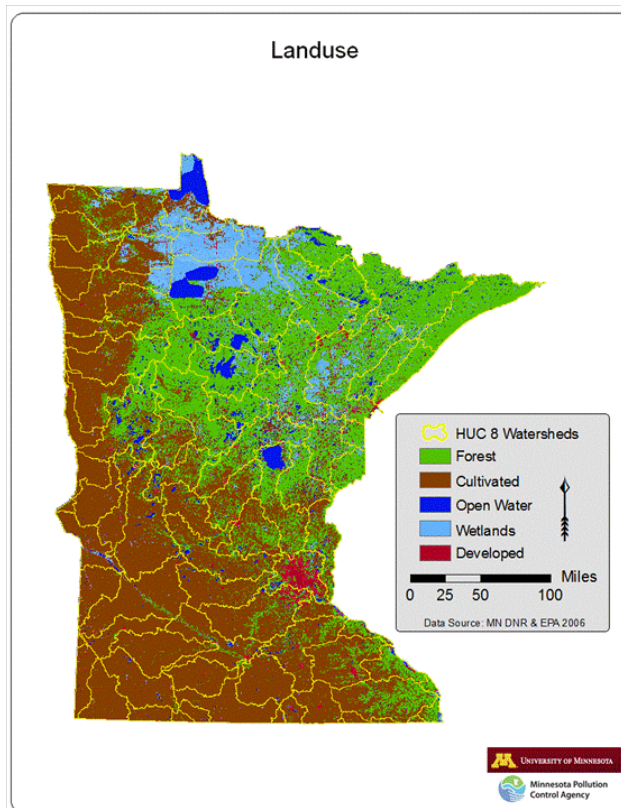 Landuse
HUC 8 Watersheds
Forest
Cultivated
Open Water
Wetlands
Developed
Miles
0 25 50 100
Data Source: MN DNR & EPA 2006
M UNIVERSITY OF MINNESOTA
Minnesota Pollution
Control Agency